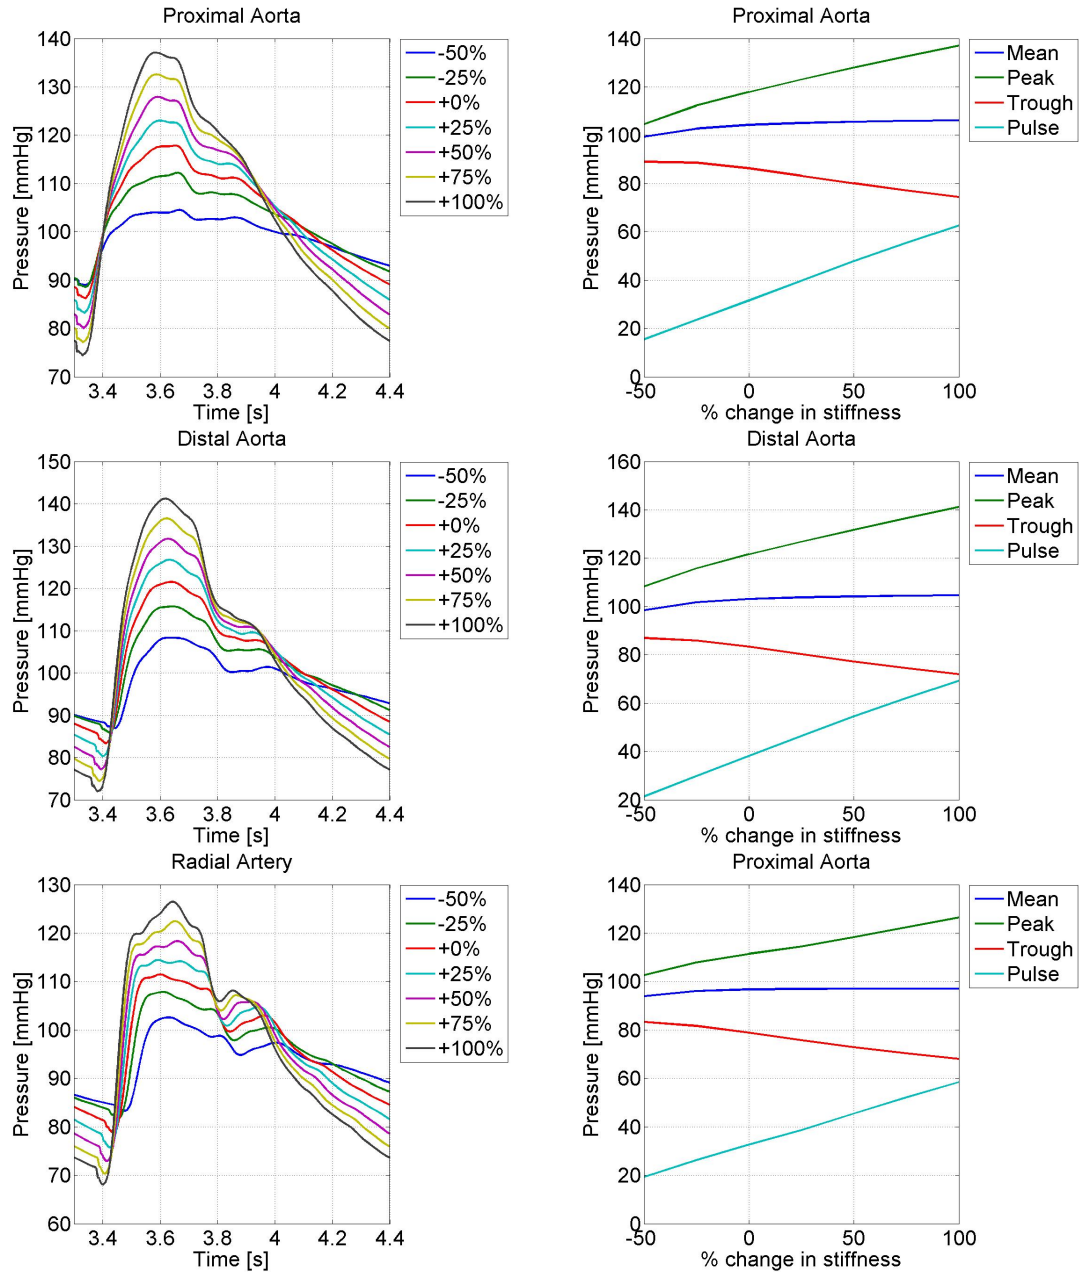 Proximal Aorta
Pressure [mmHg]
140
130
120
110
100
90
80
70
3.4 3.6 3.8 4 4.2 4.4
Time [s]
-50%
-25%
+0%
+25%
+50%
+75%
+100%
Proximal Aorta
Pressure [mmHg]
140
120
100
80
60
40
20
0
-50 0 50 100
% change in stiffness
Mean
Peak
Trough
Pulse
Distal Aorta
Pressure [mmHg]
150
140
130
120
110
100
90
80
70
3.4 3.6 3.8 4 4.2 4.4
Time [s]
-50%
-25%
+0%
+25%
+50%
+75%
+100%
Distal Aorta
Pressure [mmHg]
160
140
120
100
80
60
40
20
-50 0 50 100
% change in stiffness
Mean
Peak
Trough
Pulse
Radial Artery
Pressure [mmHg]
130
120
110
100
90
80
70
60
3.4 3.6 3.8 4 4.2 4.4
Time [s]
-50%
-25%
+0%
+25%
+50%
+75%
+100%
Proximal Aorta
Pressure [mmHg]
140
120
100
80
60
40
20
0
-50 0 50 100
% change in stiffness
Mean
Peak
Trough
Pulse